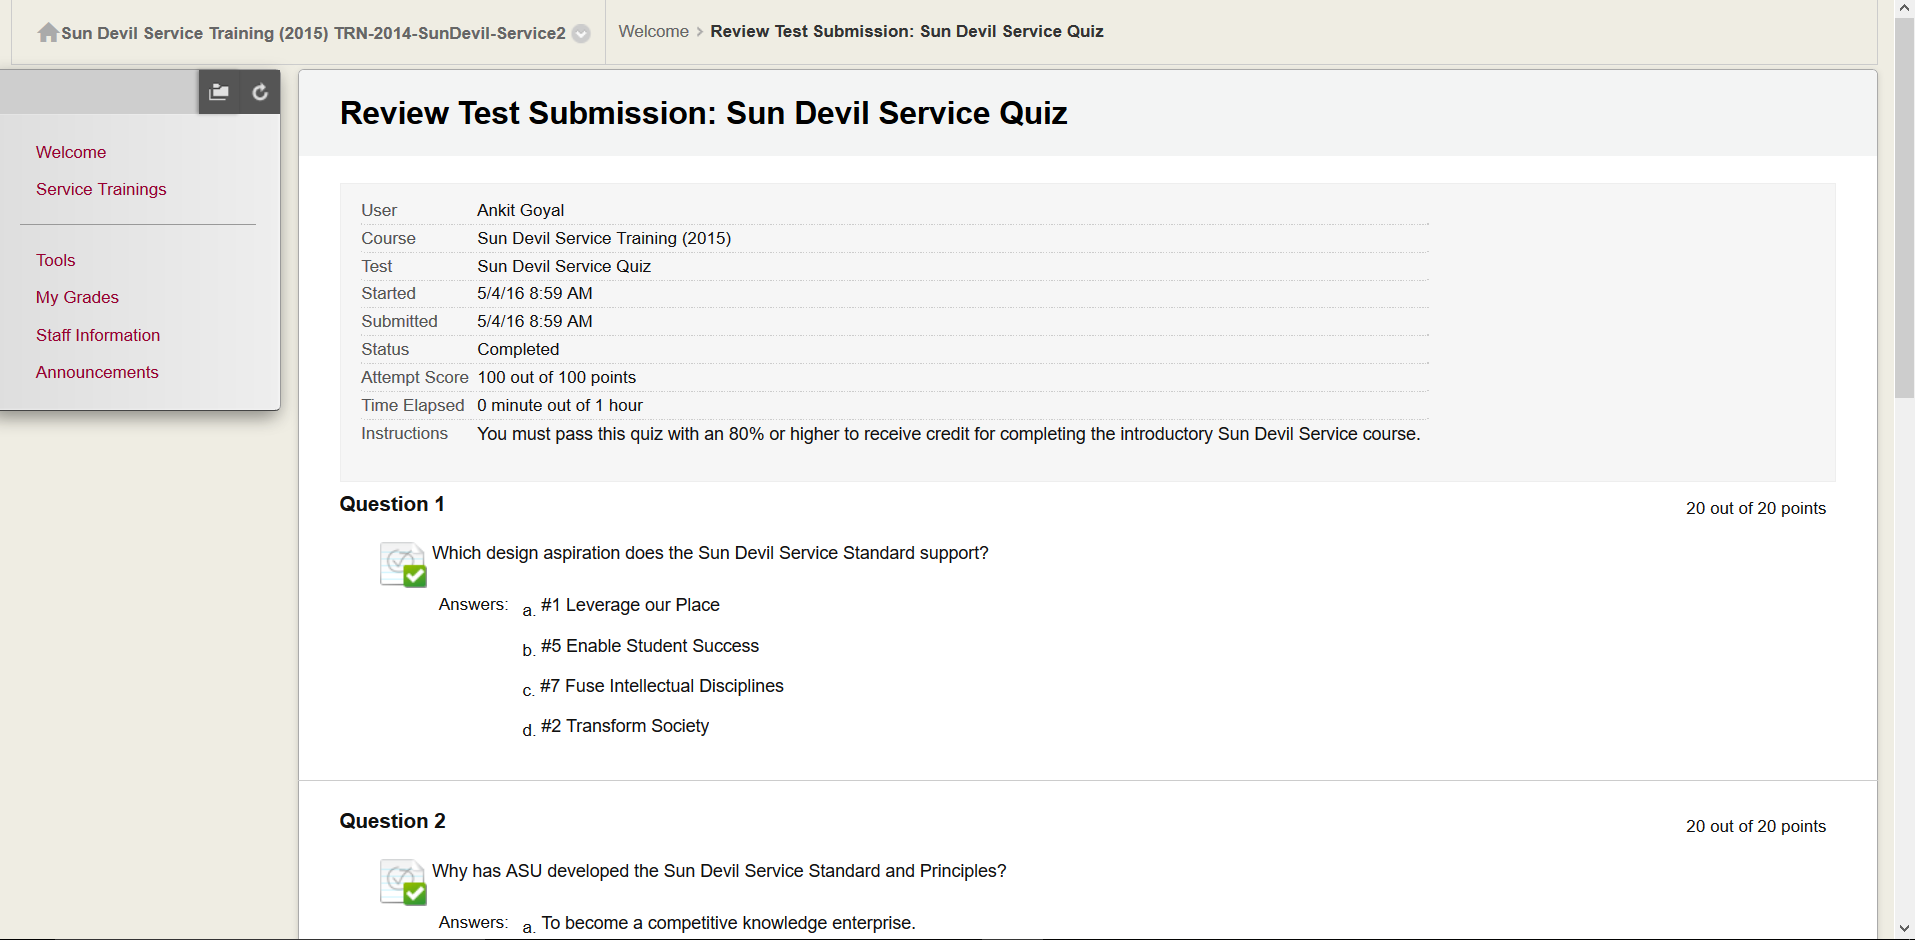 Sun Devil Service Training (2015) TRN-2014-SunDevil-Service2
Welcome > Review Test Submission: Sun Devil Service Quiz
Welcome
Service Trainings
Tools
My Grades
Staff Information
Announcements
Review Test Submission: Sun Devil Service Quiz
User Ankit Goyal
Course Sun Devil Service Training (2015)
Test Sun Devil Service Quiz
Started 5/4/16 8:59 AM
Submitted 5/4/16 8:59 AM
Status Completed
Attempt Score 100 out of 100 points
Time Elapsed 0 minute out of 1 hour
Instructions You must pass this quiz with an 80% or higher to receive credit for completing the introductory Sun Devil Service course.
Question 1
20 out of 20 points
Which design aspiration does the Sun Devil Service Standard support?
Answers: a. #1 Leverage our Place
b. #5 Enable Student Success
c. #7 Fuse Intellectual Disciplines
d. #2 Transform Society
Question 2
20 out of 20 points
Why has ASU developed the Sun Devil Service Standard and Principles?
Answers: a. To become a competitive knowledge enterprise.